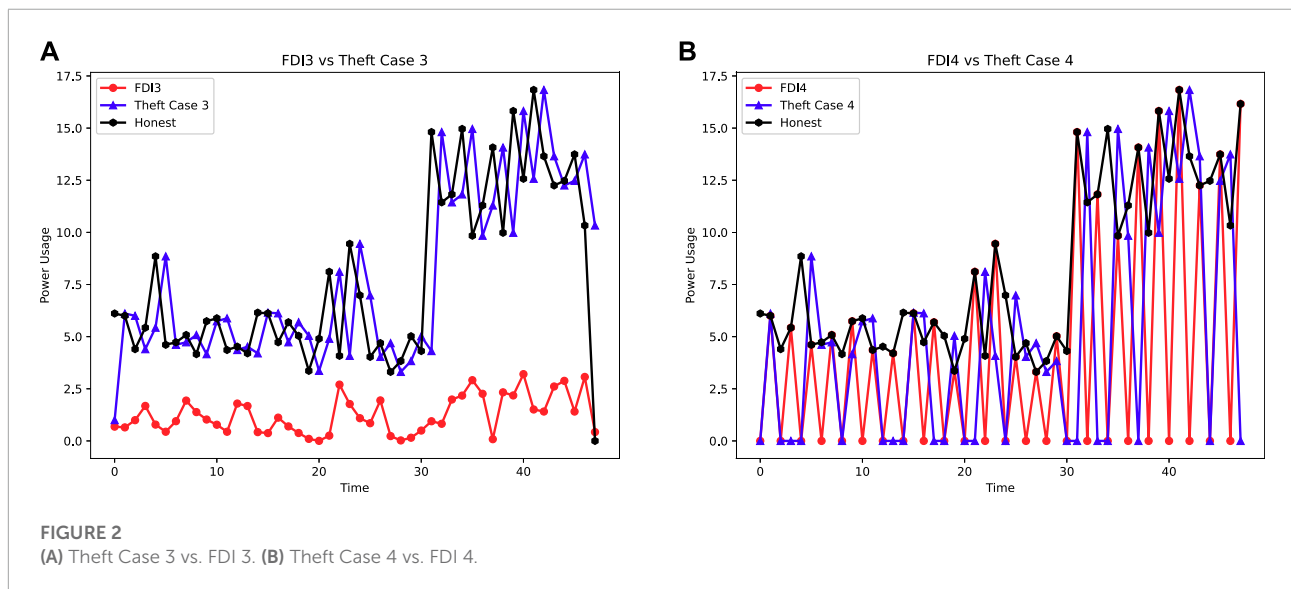 A
FDI3 vs Theft Case 3
17.5
15.0
12.5
10.0
7.5
5.0
2.5
0.0
Power Usage
FDI3
Theft Case 3
Honest
0
10
20
30
40
Time
B
FDI4 vs Theft Case 4
17.5
15.0
12.5
10.0
7.5
5.0
2.5
0.0
Power Usage
FDI4
Theft Case 4
Honest
0
10
20
30
40
Time
FIGURE 2
(A) Theft Case 3 vs. FDI 3. (B) Theft Case 4 vs. FDI 4.